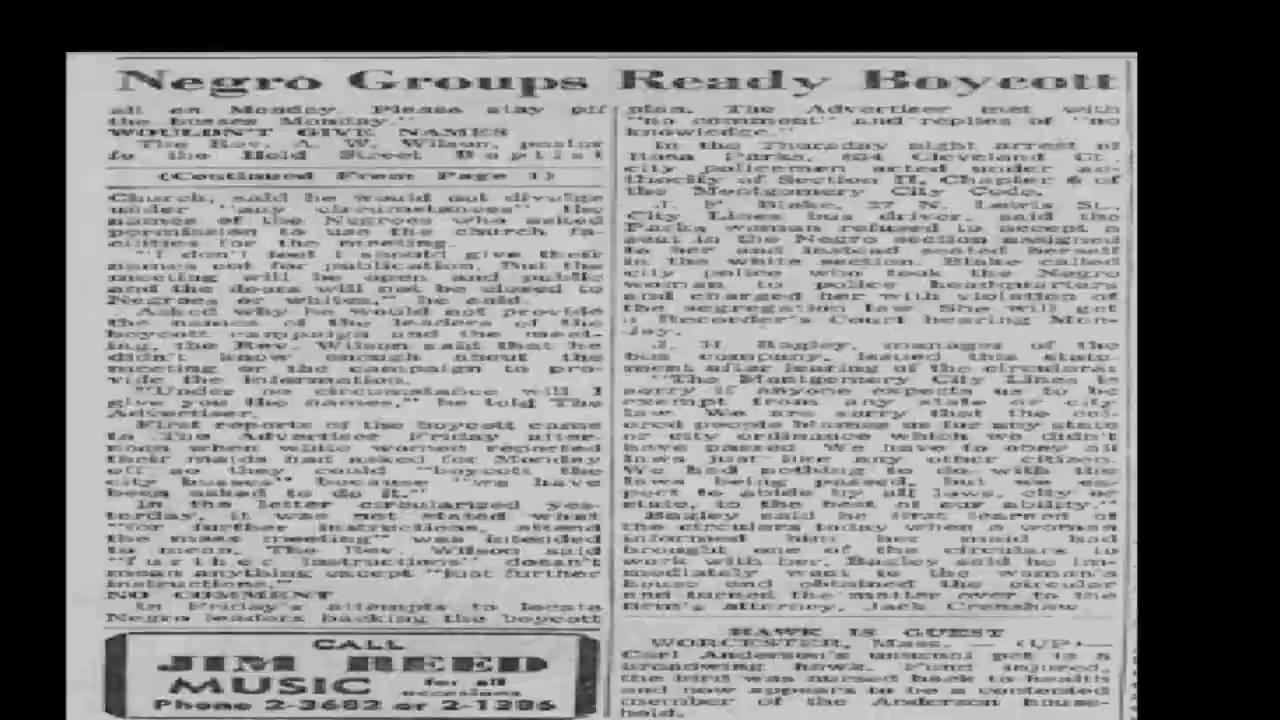 Negro Groups Ready Boycott
all on Monday. Please stay off
the busses Monday."
WOULDN'T GIVE NAMES
The Rev. A. W. Wilson, pastor
fo the Hold Street Baptist
(Continued From Page 1)
Church, said he would not divulge
under "any circumstances" the
names of the Negroes who asked
permission to use the church fa-
cilities for the meeting.
"I don't feel I should give their
names out for publication. But the
meeting will be open and public
and the doors will not be closed to
Negroes or whites," he said.
Asked why he would not provide
the names of the leaders of the
boycott campaign and the meet-
ing, the Rev. Wilson said that he
didn't know enough about the
meeting or the campaign to pro-
vide the information.
"Under no circumstance will I
give you the names," he told The
Advertiser.
First reports of the boycott came
to The Advertiser Friday after-
noon when white women reported
their maids had asked for Monday
off so they could "boycott the
city busses" because "we have
been asked to do it."
In the letter circularized yes-
terday, it was not stated what
"for further instructions, attend
the mass meeting" was intended
to mean. The Rev. Wilson said
"further instructions" doesn't
mean anything except "just further
instructions."
NO COMMENT
In Friday's attempts to locate
Negro leaders backing the boycott
CALL
JIM REED
MUSIC for all
occasions
Phone 2-3682 or 2-1386
plan, The Advertiser met with
"no comment" and replies of "no
knowledge."
In the Thursday night arrest of
Rosa Parks, 634 Cleveland Ct.,
city policemen acted under au-
thority of Section 11, Chapter 6 of
the Montgomery City Code.
J. F. Blake, 27 N. Lewis St.,
City Lines bus driver, said the
Parks woman refused to accept a
seat in the Negro section assigned
to her and instead seated herself
in the white section. Blake called
city police who took the Negro
woman to police headquarters
and charged her with violation of
the segregation law. She will get
a Recorder's Court hearing Mon-
day.
J. H. Bagley, manager of the
bus company, issued this state-
ment after hearing of the circulars:
"The Montgomery City Lines is
sorry if anyone expects us to be
exempt from any state or city
law. We are sorry that the col-
ored people blames us for any state
or city ordinance which we didn't
have passed. We have to obey all
laws just like any other citizen.
We had nothing to do with the
laws being passed, but we ex-
pect to abide by all laws, city or
state, to the best of our ability."
Bagley said he first learned of
the circulars today when a woman
informed him her maid had
brought one of the circulars to
work with her. Bagley said he im-
mediately went to the woman's
house and obtained the circular
and turned the matter over to the
firm's attorney, Jack Crenshaw
HAWK IS GUEST
WORCESTER, Mass. — (UP)—
Carl Anderson's unusual pet is a
broadwing hawk. Fund injured,
the bird was nursed back to health
and now appears to be a contented
member of the Anderson house-
hold.